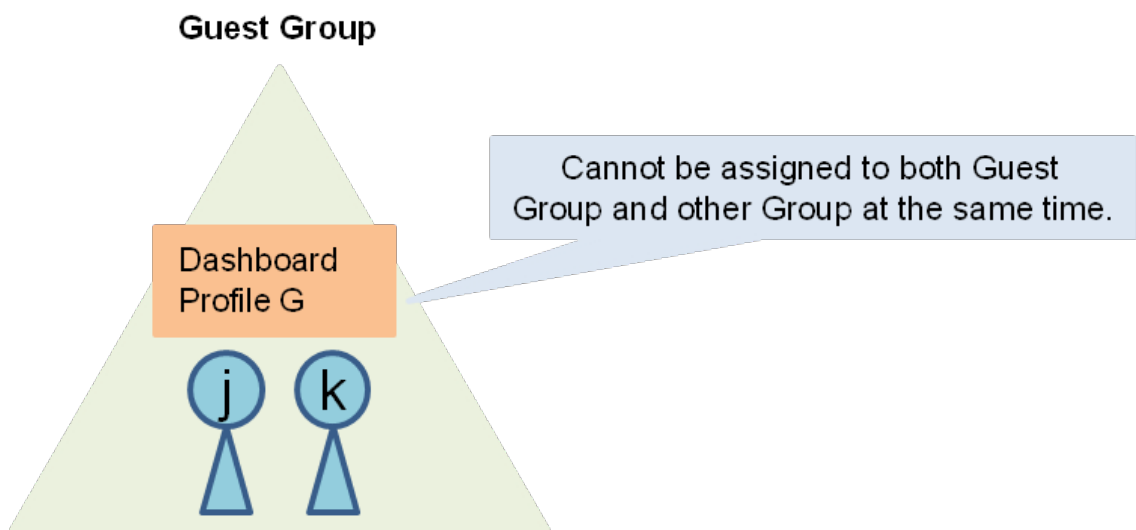 Guest Group
Cannot be assigned to both Guest
Group and other Group at the same time.
Dashboard
Profile G
j k